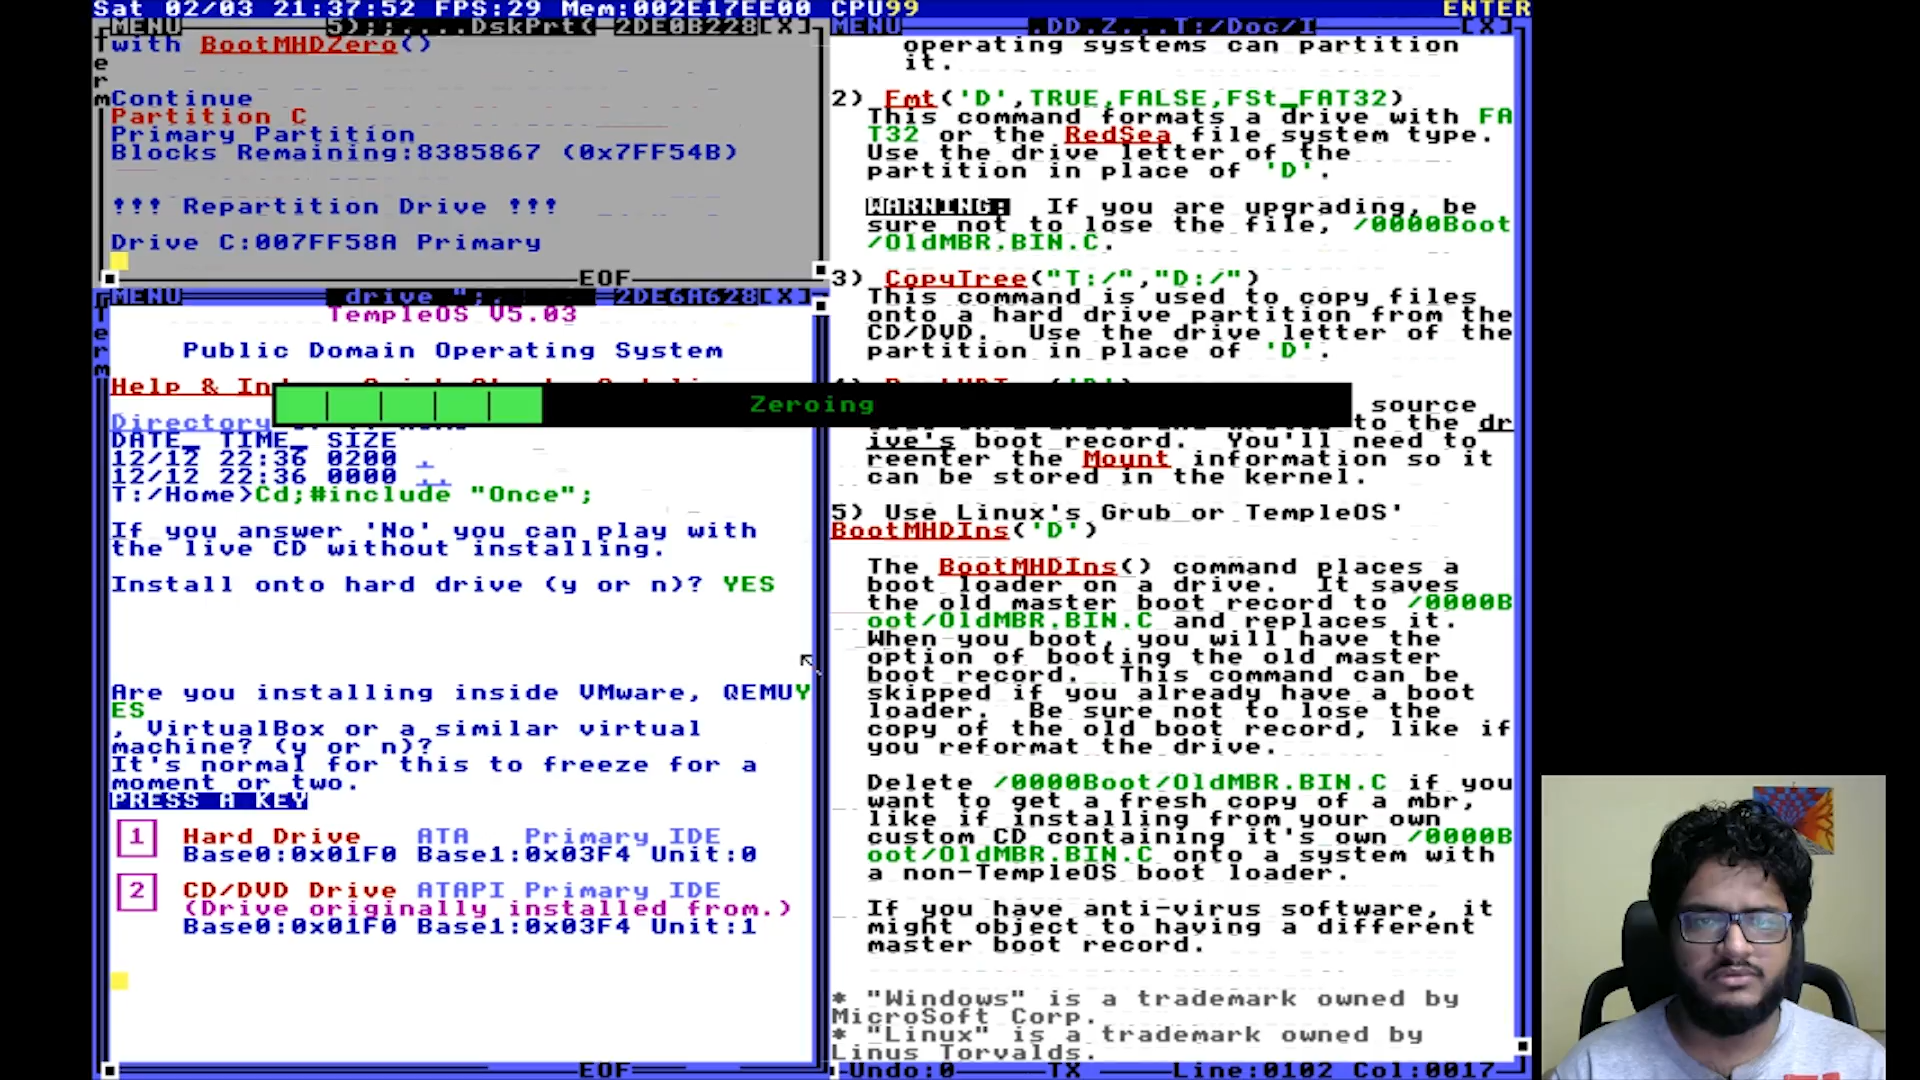 Sat 02/03 21:37:52 FPS:29 Mem:002E17EE00 CPU99 ENTER
MENU 5);;....DskPrt( 2DE0B228[X]
Term
with BootMHDZero()
Continue
Partition C
Primary Partition
Blocks Remaining:8385867 (0x7FF54B)
!!! Repartition Drive !!!
Drive C:007FF58A Primary
EOF
MENU drive "; 2DE6A628[X]
Term
TempleOS V5.03
Public Domain Operating System
Help & In
Directory
DATE_ TIME_ SIZE
12/12 22:36 0200 .
12/12 22:36 0000 ..
T:/Home>Cd;#include "Once";
If you answer 'No' you can play with
the live CD without installing.
Install onto hard drive (y or n)? YES
Are you installing inside VMware, QEMUY
ES
, VirtualBox or a similar virtual
machine? (y or n)?
It's normal for this to freeze for a
moment or two.
PRESS A KEY
1 Hard Drive ATA Primary IDE
Base0:0x01F0 Base1:0x03F4 Unit:0
2 CD/DVD Drive ATAPI Primary IDE
(Drive originally installed from.)
Base0:0x01F0 Base1:0x03F4 Unit:1
EOF
Zeroing
MENU .DD.Z...T:/Doc/I [X]
operating systems can partition
it.
2) Fmt('D',TRUE,FALSE,FSt_FAT32)
This command formats a drive with FA
T32 or the RedSea file system type.
Use the drive letter of the
partition in place of 'D'.
WARNING: If you are upgrading, be
sure not to lose the file, /0000Boot
/OldMBR.BIN.C.
3) CopyTree("T:/","D:/")
This command is used to copy files
onto a hard drive partition from the
CD/DVD. Use the drive letter of the
partition in place of 'D'.
source
to the dr
ive's boot record. You'll need to
reenter the Mount information so it
can be stored in the kernel.
5) Use Linux's Grub or TempleOS'
BootMHDIns('D')
The BootMHDIns() command places a
boot loader on a drive. It saves
the old master boot record to /0000B
oot/OldMBR.BIN.C and replaces it.
When you boot, you will have the
option of booting the old master
boot record. This command can be
skipped if you already have a boot
loader. Be sure not to lose the
copy of the old boot record, like if
you reformat the drive.
Delete /0000Boot/OldMBR.BIN.C if you
want to get a fresh copy of a mbr,
like if installing from your own
custom CD containing it's own /0000B
oot/OldMBR.BIN.C onto a system with
a non-TempleOS boot loader.
If you have anti-virus software, it
might object to having a different
master boot record.
* "Windows" is a trademark owned by
MicroSoft Corp.
* "Linux" is a trademark owned by
Linus Torvalds.
Undo:0 TX Line:0102 Col:0017